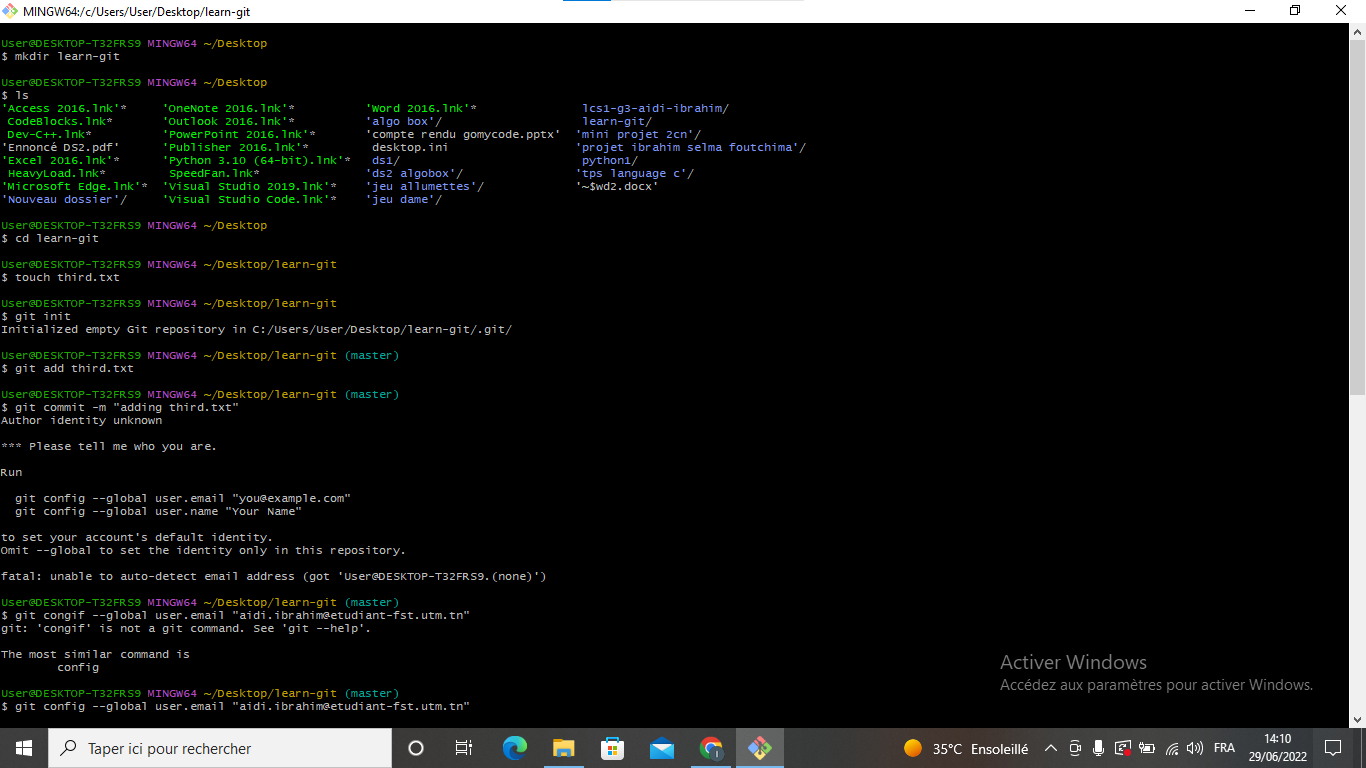 MINGW64:/c/Users/User/Desktop/learn-git
User@DESKTOP-T32FRS9 MINGW64 ~/Desktop
$ mkdir learn-git
User@DESKTOP-T32FRS9 MINGW64 ~/Desktop
$ ls
'Access 2016.lnk'* 'OneNote 2016.lnk'* 'Word 2016.lnk'* lcs1-g3-aidi-ibrahim/
CodeBlocks.lnk* 'Outlook 2016.lnk'* 'algo box'/ learn-git/
Dev-C++.lnk* 'PowerPoint 2016.lnk'* 'compte rendu gomycode.pptx' 'mini projet 2cn'/
'Ennoncé DS2.pdf' 'Publisher 2016.lnk'* desktop.ini 'projet ibrahim selma foutchima'/
'Excel 2016.lnk'* 'Python 3.10 (64-bit).lnk'* ds1/ python1/
HeavyLoad.lnk* SpeedFan.lnk* 'ds2 algobox'/ 'tps language c'/
'Microsoft Edge.lnk'* 'Visual Studio 2019.lnk'* 'jeu allumettes'/ '~$wd2.docx'
'Nouveau dossier'/ 'Visual Studio Code.lnk'* 'jeu dame'/
User@DESKTOP-T32FRS9 MINGW64 ~/Desktop
$ cd learn-git
User@DESKTOP-T32FRS9 MINGW64 ~/Desktop/learn-git
$ touch third.txt
User@DESKTOP-T32FRS9 MINGW64 ~/Desktop/learn-git
$ git init
Initialized empty Git repository in C:/Users/User/Desktop/learn-git/.git/
User@DESKTOP-T32FRS9 MINGW64 ~/Desktop/learn-git (master)
$ git add third.txt
User@DESKTOP-T32FRS9 MINGW64 ~/Desktop/learn-git (master)
$ git commit -m "adding third.txt"
Author identity unknown
*** Please tell me who you are.
Run
git config --global user.email "you@example.com"
git config --global user.name "Your Name"
to set your account's default identity.
Omit --global to set the identity only in this repository.
fatal: unable to auto-detect email address (got 'User@DESKTOP-T32FRS9.(none)')
User@DESKTOP-T32FRS9 MINGW64 ~/Desktop/learn-git (master)
$ git congif --global user.email "aidi.ibrahim@etudiant-fst.utm.tn"
git: 'congif' is not a git command. See 'git --help'.
The most similar command is
config
User@DESKTOP-T32FRS9 MINGW64 ~/Desktop/learn-git (master)
$ git config --global user.email "aidi.ibrahim@etudiant-fst.utm.tn"
Activer Windows
Accédez aux paramètres pour activer Windows.
Taper ici pour rechercher
35°C Ensoleillé
FRA
14:10
29/06/2022